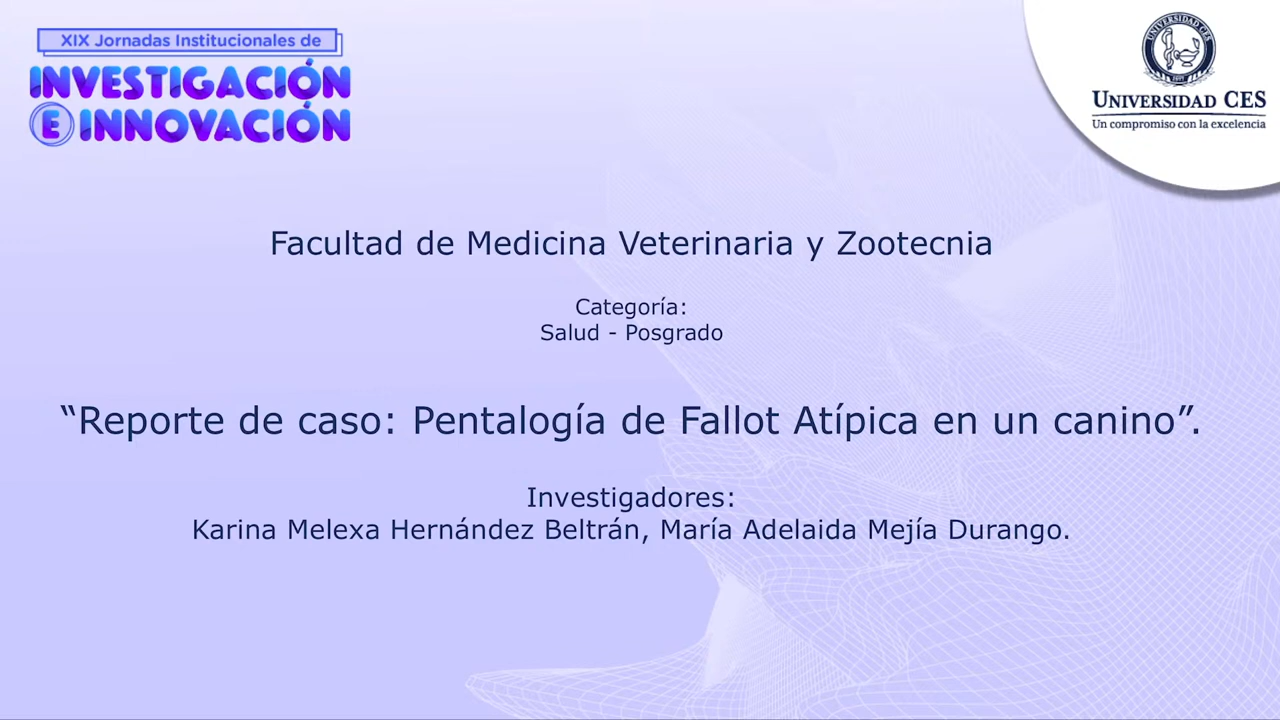 XIX Jornadas Institucionales de
INVESTIGACIÓN
E INNOVACIÓN
UNIVERSIDAD CES
UNIVERSIDAD CES
Un compromiso con la excelencia
Facultad de Medicina Veterinaria y Zootecnia
Categoría:
Salud - Posgrado
“Reporte de caso: Pentalogía de Fallot Atípica en un canino”.
Investigadores:
Karina Melexa Hernández Beltrán, María Adelaida Mejía Durango.